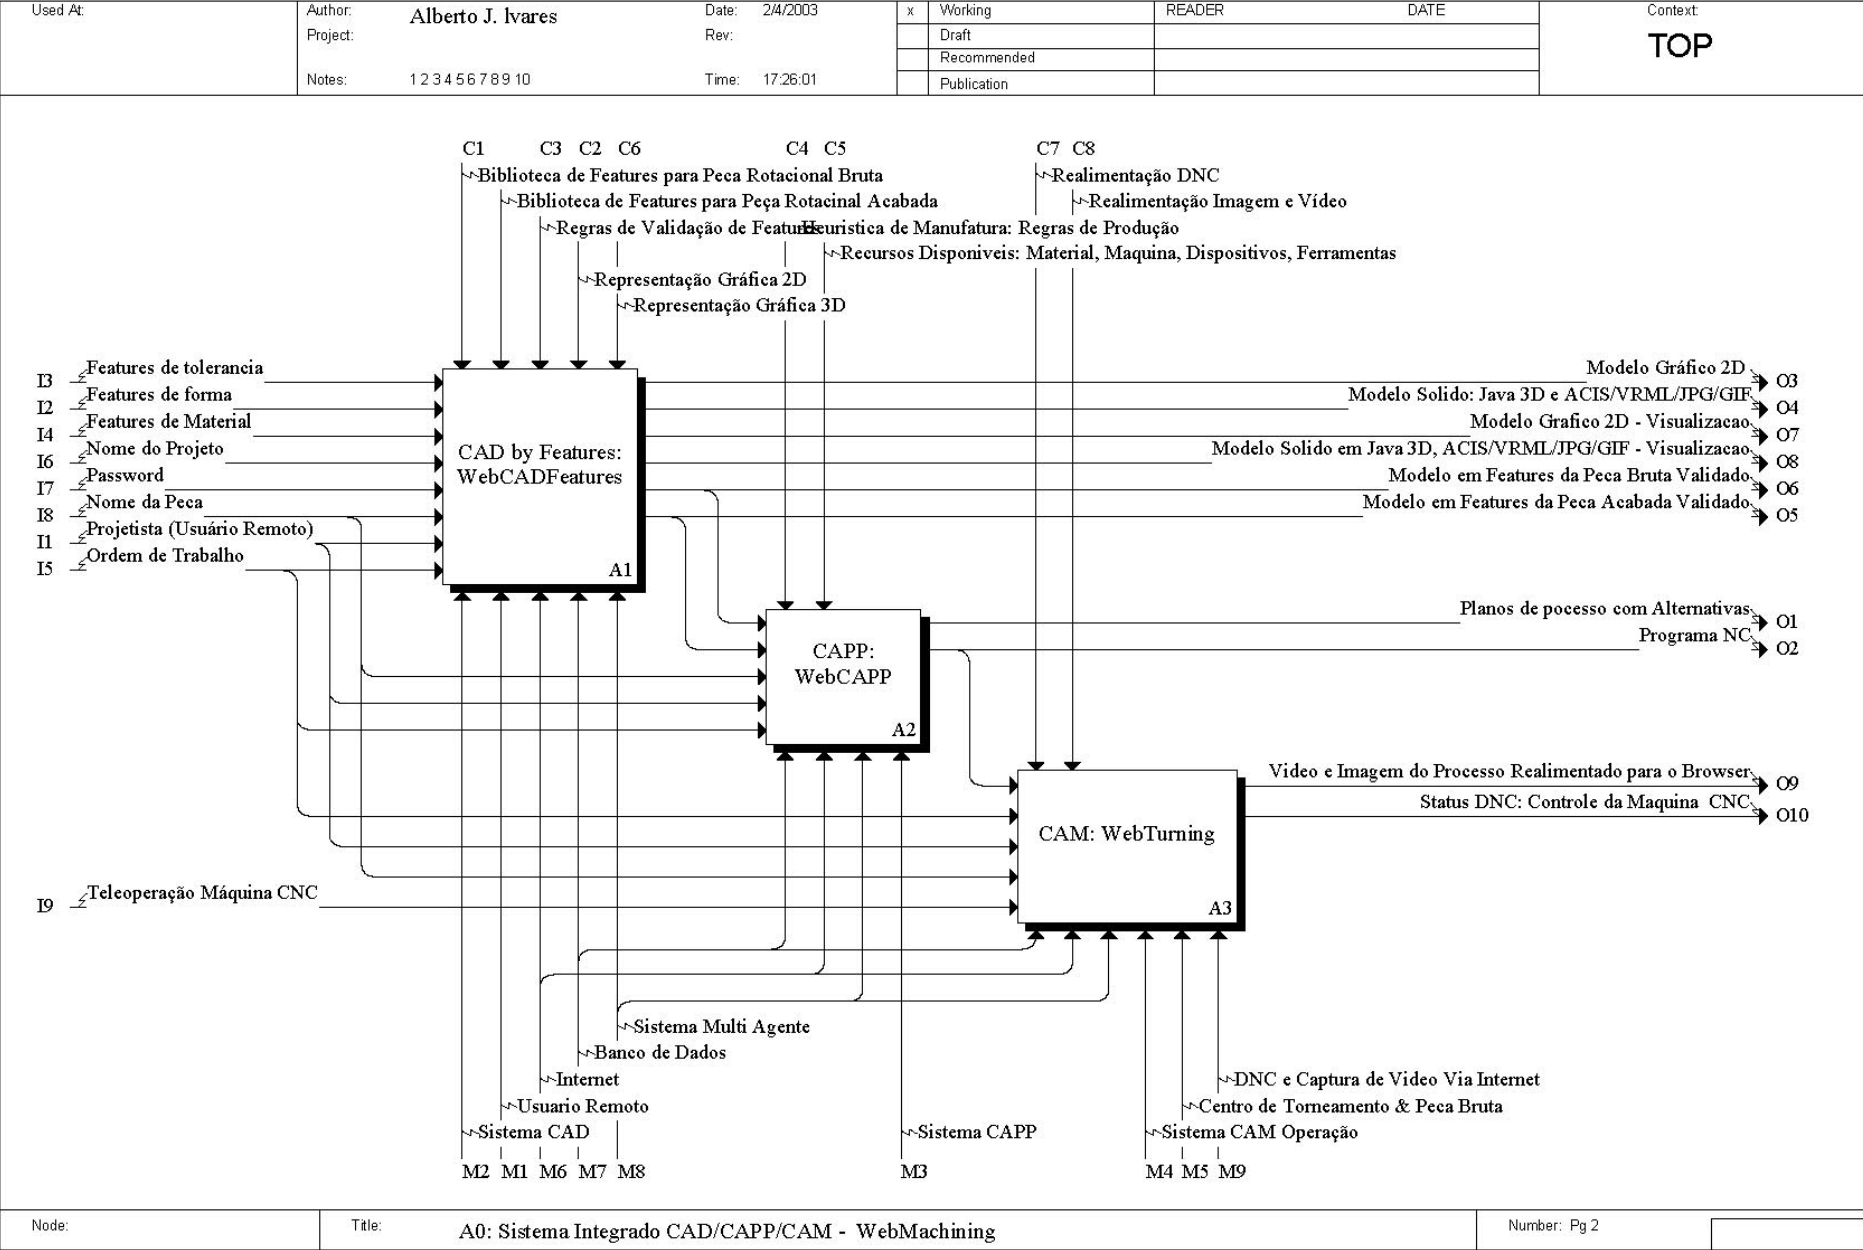 Used At:
Author:
Alberto J. lvares
Date:
2/4/2003
x
Working
READER
DATE
Context:
Project:
Rev:
Draft
TOP
Recommended
Notes:
1 2 3 4 5 6 7 8 9 10
Time:
17:26:01
Publication
C1
C3
C2
C6
C4
C5
C7
C8
Biblioteca de Features para Peca Rotacional Bruta
Realimentação DNC
Biblioteca de Features para Peça Rotacinal Acabada
Realimentação Imagem e Vídeo
Regras de Validação de Features
Heuristica de Manufatura: Regras de Produção
Recursos Disponiveis: Material, Maquina, Dispositivos, Ferramentas
Representação Gráfica 2D
Representação Gráfica 3D
I3
Features de tolerancia
I2
Features de forma
I4
Features de Material
I6
Nome do Projeto
I7
Password
I8
Nome da Peca
I1
Projetista (Usuário Remoto)
I5
Ordem de Trabalho
CAD by Features:
WebCADFeatures
A1
Modelo Gráfico 2D
O3
Modelo Solido: Java 3D e ACIS/VRML/JPG/GIF
O4
Modelo Grafico 2D - Visualizacao
O7
Modelo Solido em Java 3D, ACIS/VRML/JPG/GIF - Visualizacao
O8
Modelo em Features da Peca Bruta Validado
O6
Modelo em Features da Peca Acabada Validado
O5
CAPP:
WebCAPP
A2
Planos de pocesso com Alternativas
O1
Programa NC
O2
CAM: WebTurning
A3
Video e Imagem do Processo Realimentado para o Browser
O9
Status DNC: Controle da Maquina CNC
O10
I9
Teleoperação Máquina CNC
Sistema Multi Agente
Banco de Dados
Internet
DNC e Captura de Video Via Internet
Usuario Remoto
Centro de Torneamento & Peca Bruta
Sistema CAD
Sistema CAPP
Sistema CAM Operação
M2
M1
M6
M7
M8
M3
M4
M5
M9
Node:
Title:
A0: Sistema Integrado CAD/CAPP/CAM - WebMachining
Number: Pg 2